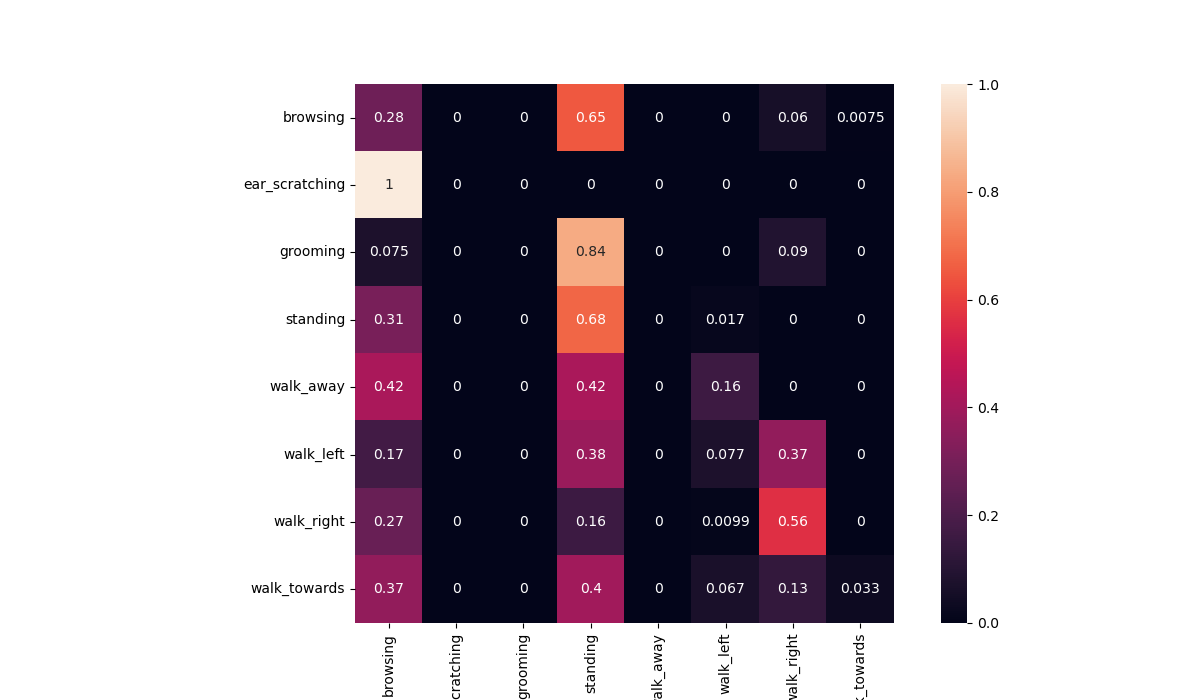 1.0
browsing 0.28 0 0 0.65 0 0 0.06 0.0075
ear_scratching 1 0 0 0 0 0 0 0
0.8
grooming 0.075 0 0 0.84 0 0 0.09 0
0.6
standing 0.31 0 0 0.68 0 0.017 0 0
walk_away 0.42 0 0 0.42 0 0.16 0 0
0.4
walk_left 0.17 0 0 0.38 0 0.077 0.37 0
0.2
walk_right 0.27 0 0 0.16 0 0.0099 0.56 0
walk_towards 0.37 0 0 0.4 0 0.067 0.13 0.033
0.0
browsing
cratching
grooming
standing
alk_away
walk_left
walk_right
k_towards